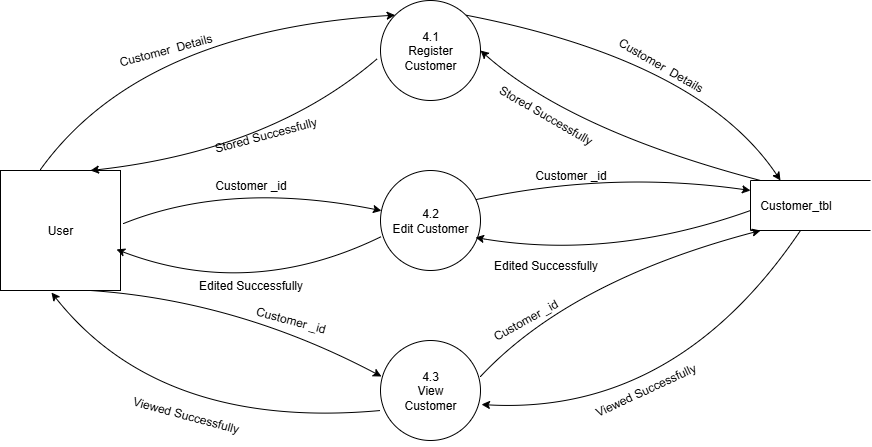 4.1
Register
Customer
Customer  Details
Customer  Details
Stored Successfully
Stored Successfully
Customer _id
Customer _id
User
4.2
Edit Customer
Customer_tbl
Edited Successfully
Edited Successfully
Customer _id
Customer _id
4.3
View
Customer
Viewed Successfully
Viewed Successfully